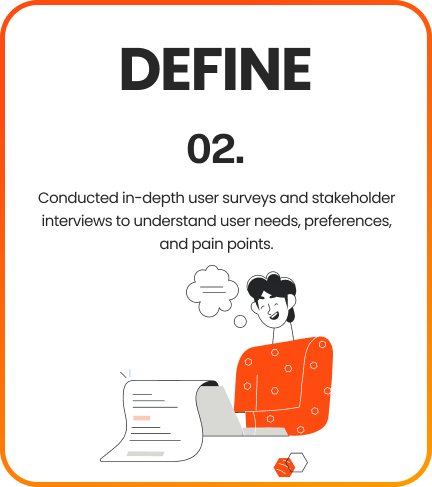 DEFINE
02.
Conducted in-depth user surveys and stakeholder
interviews to understand user needs, preferences,
and pain points.